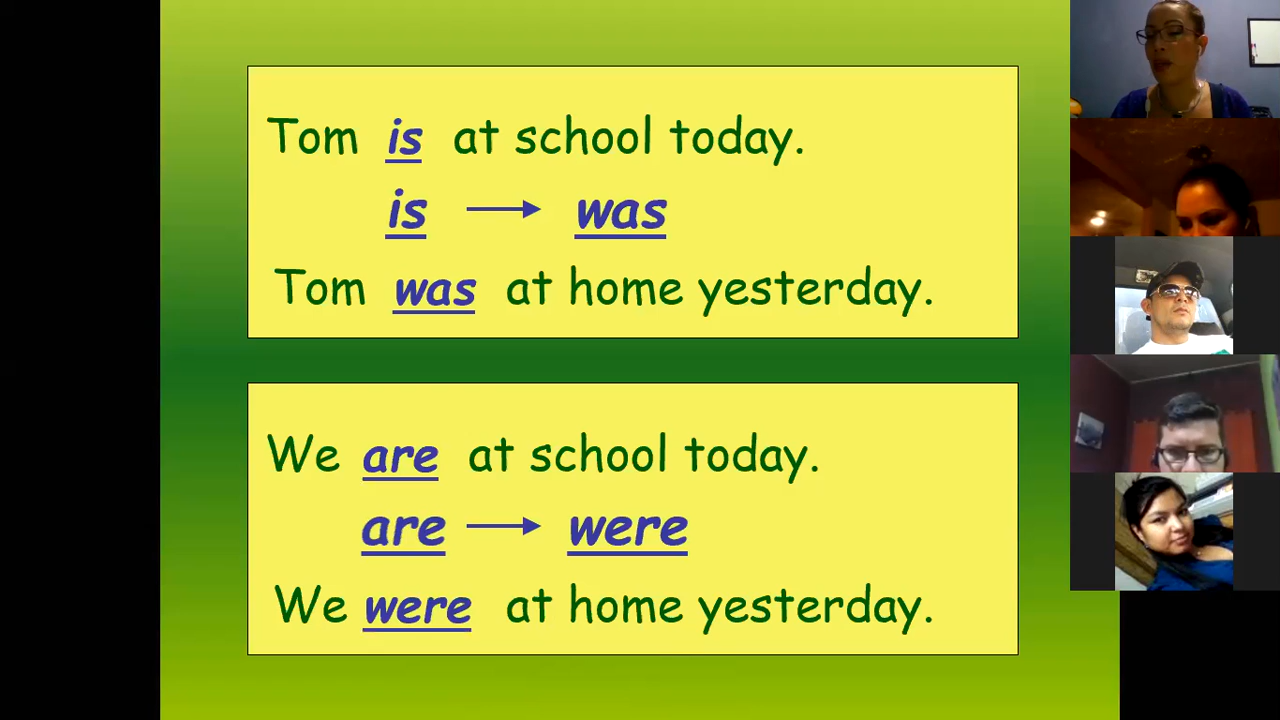 Tom is at school today.
is → was
Tom was at home yesterday.
We are at school today.
are → were
We were at home yesterday.